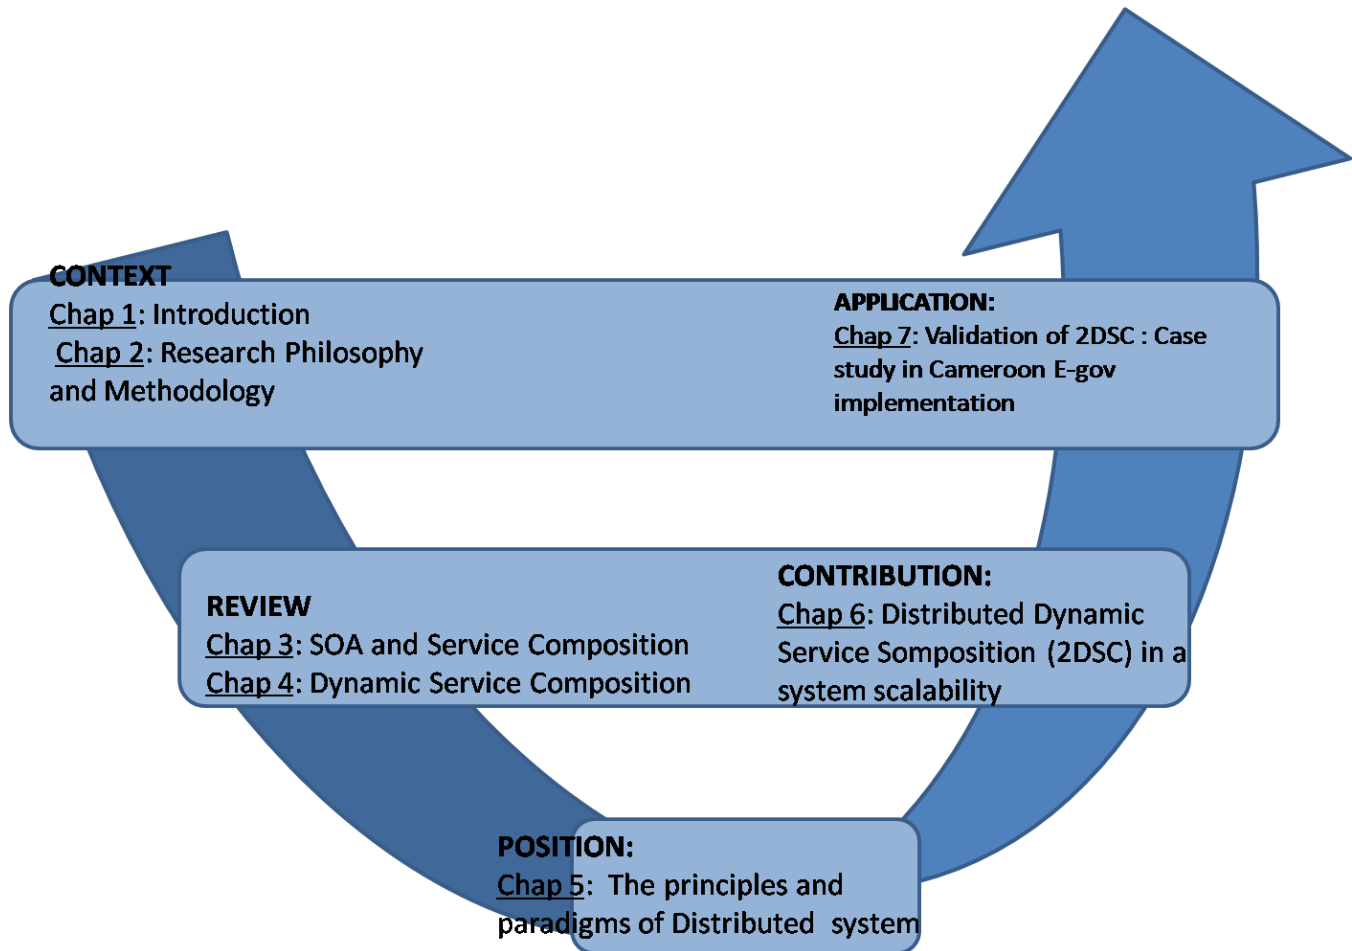 CONTEXT
Chap 1: Introduction
Chap 2: Research Philosophy
and Methodology
APPLICATION:
Chap 7: Validation of 2DSC : Case
study in Cameroon E-gov
implementation
REVIEW
Chap 3: SOA and Service Composition
Chap 4: Dynamic Service Composition
CONTRIBUTION:
Chap 6: Distributed Dynamic
Service Somposition (2DSC) in a
system scalability
POSITION:
Chap 5: The principles and
paradigms of Distributed system